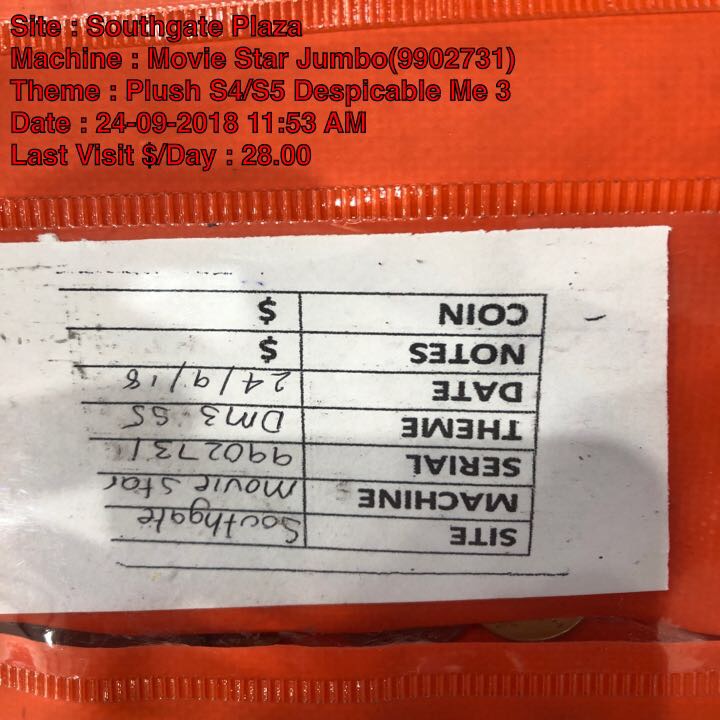 Site : Southgate Plaza
Machine : Movie Star Jumbo(9902731)
Theme : Plush S4/S5 Despicable Me 3
Date : 24-09-2018 11:53 AM
Last Visit $/Day : 28.00
SITE Southgate
MACHINE Movie Star
SERIAL 9902731
THEME DM3 S5
DATE 24/9/18
NOTES $
COIN $